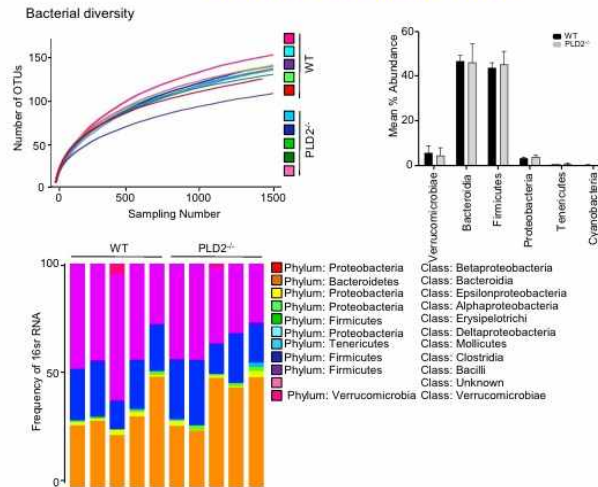 Bacterial diversity
150
100
50
0
Number of OTUs
0 500 1000 1500
Sampling Number
WT
PLD2-/-
60
40
20
0
Mean % Abundance
WT
PLD2-/-
Verrucomicrobiae
Bacteroidia
Firmicutes
Proteobacteria
Tenericutes
Cyanobacteria
WT PLD2-/-
100
50
0
Frequency of 16sr RNA
Phylum: Proteobacteria Class: Betaproteobacteria
Phylum: Bacteroidetes Class: Bacteroidia
Phylum: Proteobacteria Class: Epsilonproteobacteria
Phylum: Proteobacteria Class: Alphaproteobacteria
Phylum: Firmicutes Class: Erysipelotrichi
Phylum: Proteobacteria Class: Deltaproteobacteria
Phylum: Tenericutes Class: Mollicutes
Phylum: Firmicutes Class: Clostridia
Phylum: Firmicutes Class: Bacilli
Class: Unknown
Phylum: Verrucomicrobia Class: Verrucomicrobiae